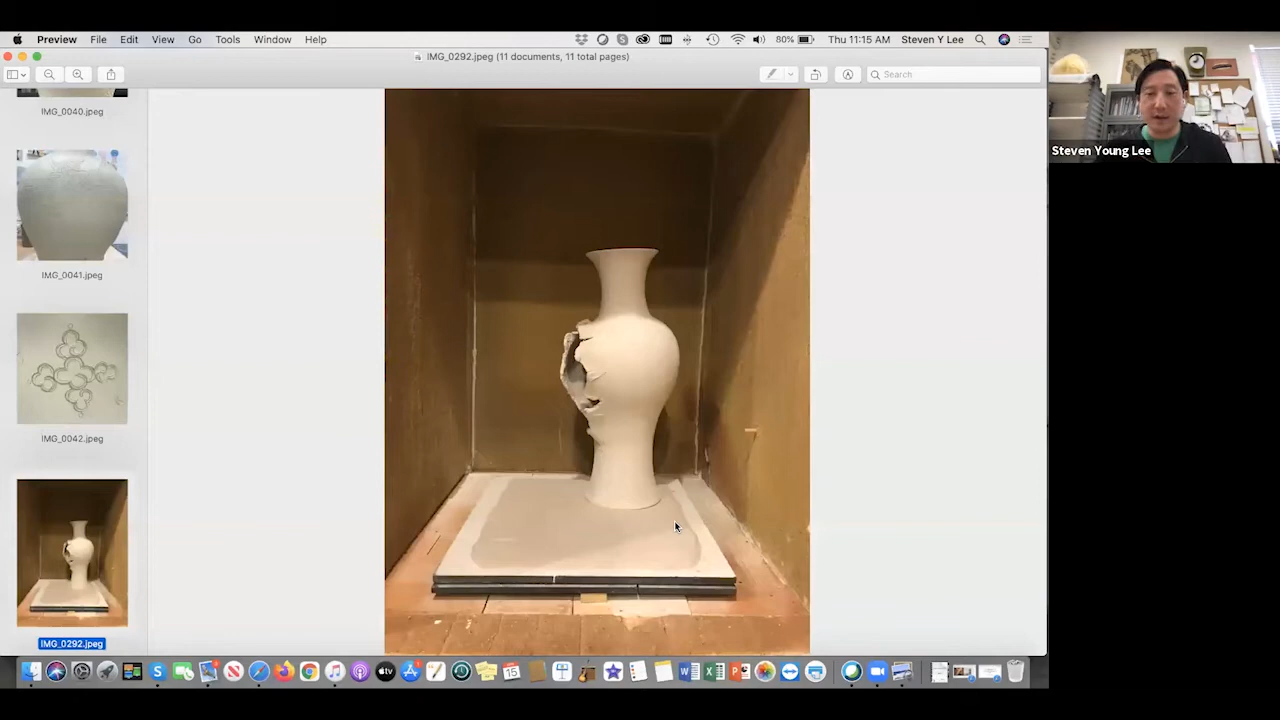 Preview File Edit View Go Tools Window Help 80% Thu 11:15 AM Steven Y Lee
IMG_0292.jpeg (11 documents, 11 total pages)
Search
IMG_0040.jpeg
IMG_0041.jpeg
IMG_0042.jpeg
IMG_0292.jpeg
Steven Young Lee
15